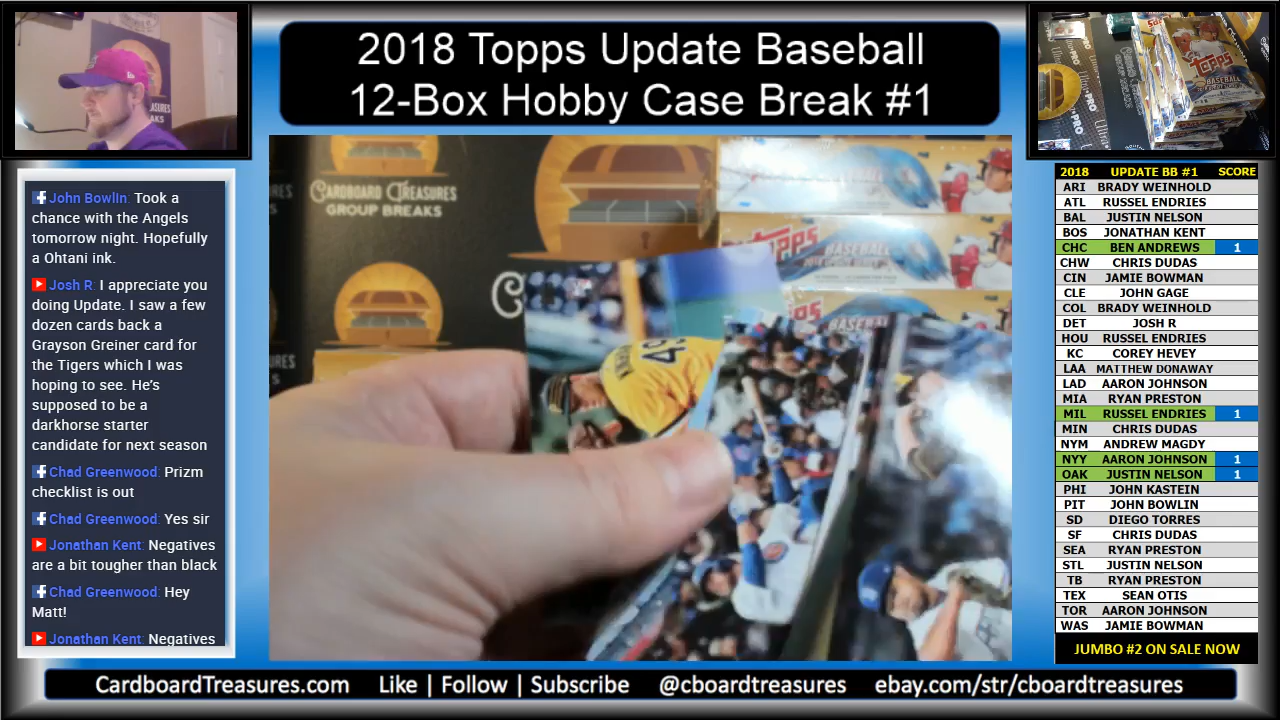 2018 Topps Update Baseball
12-Box Hobby Case Break #1
John Bowlin: Took a
chance with the Angels
tomorrow night. Hopefully
a Ohtani ink.
Josh R: I appreciate you
doing Update. I saw a few
dozen cards back a
Grayson Greiner card for
the Tigers which I was
hoping to see. He's
supposed to be a
darkhorse starter
candidate for next season
Chad Greenwood: Prizm
checklist is out
Chad Greenwood: Yes sir
Jonathan Kent: Negatives
are a bit tougher than black
Chad Greenwood: Hey
Matt!
Jonathan Kent: Negatives
CARDBOARD TREASURES
GROUP BREAKS
TOPPS
BASEBALL
49
TOPPS
BASEBALL
2018 UPDATE BB #1 SCORE
ARI BRADY WEINHOLD
ATL RUSSEL ENDRIES
BAL JUSTIN NELSON
BOS JONATHAN KENT
CHC BEN ANDREWS 1
CHW CHRIS DUDAS
CIN JAMIE BOWMAN
CLE JOHN GAGE
COL BRADY WEINHOLD
DET JOSH R
HOU RUSSEL ENDRIES
KC COREY HEVEY
LAA MATTHEW DONAWAY
LAD AARON JOHNSON
MIA RYAN PRESTON
MIL RUSSEL ENDRIES 1
MIN CHRIS DUDAS
NYM ANDREW MAGDY
NYY AARON JOHNSON 1
OAK JUSTIN NELSON 1
PHI JOHN KASTEIN
PIT JOHN BOWLIN
SD DIEGO TORRES
SF CHRIS DUDAS
SEA RYAN PRESTON
STL JUSTIN NELSON
TB RYAN PRESTON
TEX SEAN OTIS
TOR AARON JOHNSON
WAS JAMIE BOWMAN
JUMBO #2 ON SALE NOW
CardboardTreasures.com Like | Follow | Subscribe @cboardtreasures ebay.com/str/cboardtreasures